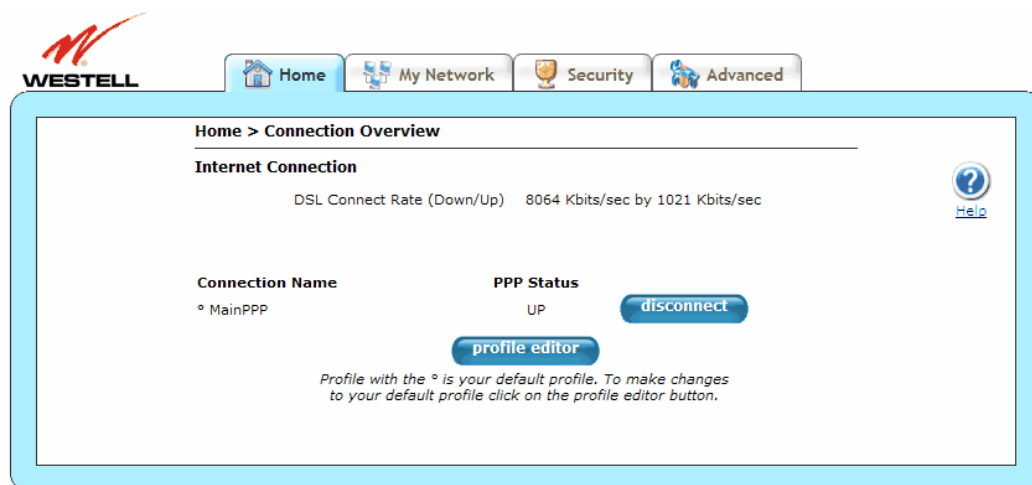 WESTELL
Home
My Network
Security
Advanced
Home > Connection Overview
Internet Connection
DSL Connect Rate (Down/Up) 8064 Kbits/sec by 1021 Kbits/sec
?
Help
Connection Name PPP Status
° MainPPP UP disconnect
profile editor
Profile with the ° is your default profile. To make changes
to your default profile click on the profile editor button.